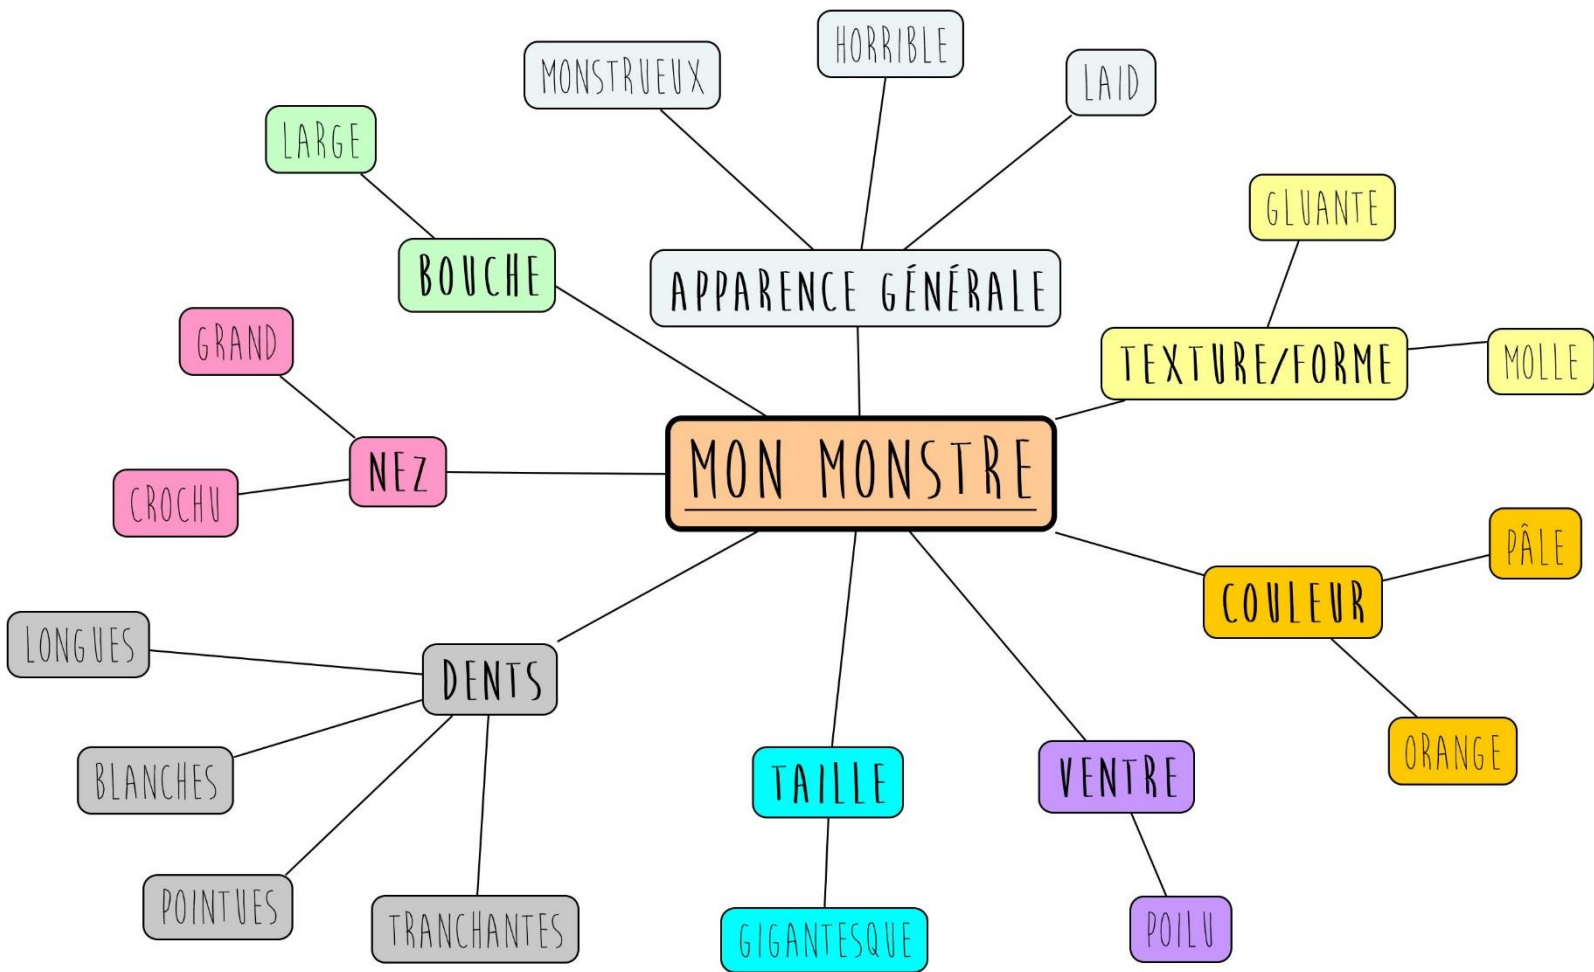 HORRIBLE
MONSTRUEUX
LAID
LARGE
GLUANTE
BOUCHE
APPARENCE GÉNÉRALE
GRAND
TEXTURE/FORME
MOLLE
NEZ
MON MONSTRE
CROCHU
PÂLE
COULEUR
LONGUES
DENTS
ORANGE
BLANCHES
TAILLE
VENTRE
POINTUES
TRANCHANTES
GIGANTESQUE
POILU